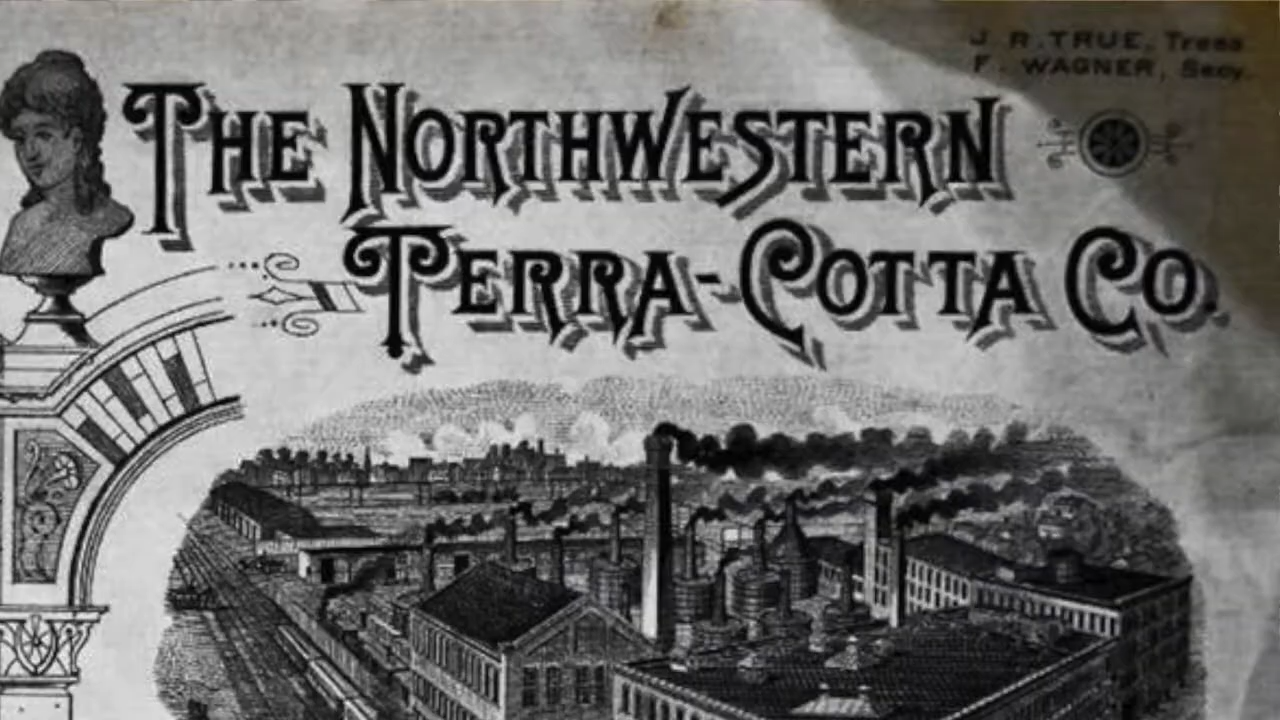 J. R. TRUE, Treas
F. WAGNER, Secy.
THE NORTHWESTERN
TERRA-COTTA CO.